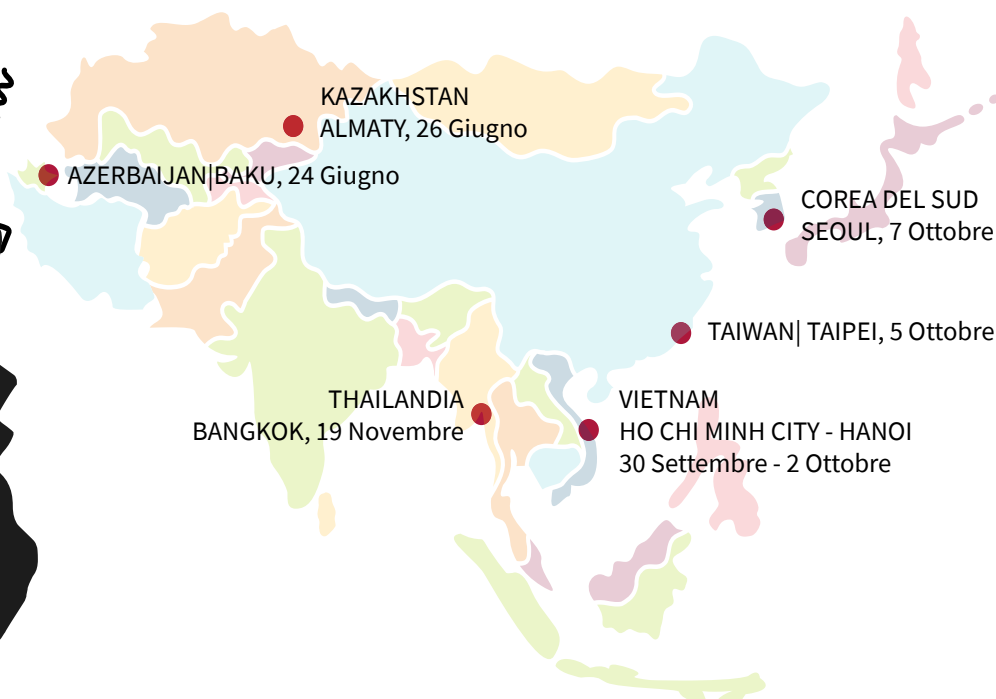 KAZAKHSTAN
ALMATY, 26 Giugno
AZERBAIJAN|BAKU, 24 Giugno
COREA DEL SUD
SEOUL, 7 Ottobre
TAIWAN| TAIPEI, 5 Ottobre
THAILANDIA
BANGKOK, 19 Novembre
VIETNAM
HO CHI MINH CITY - HANOI
30 Settembre - 2 Ottobre